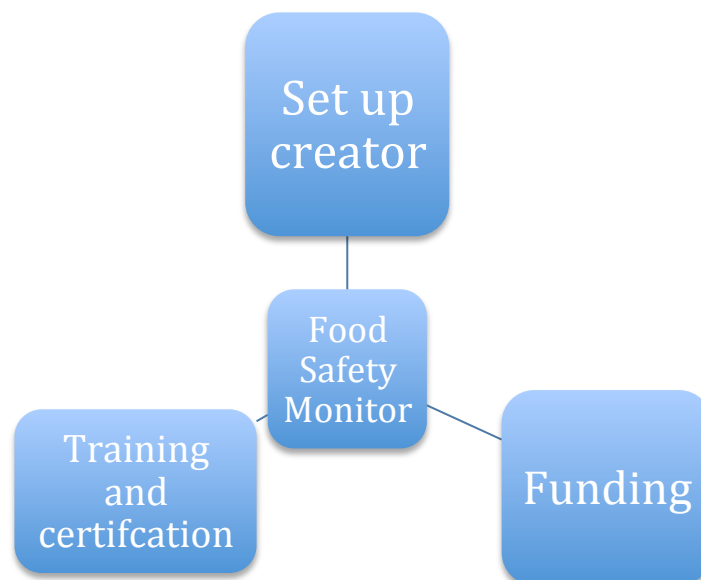 Set up
creator
Food
Safety
Monitor
Training
and
certifcation
Funding